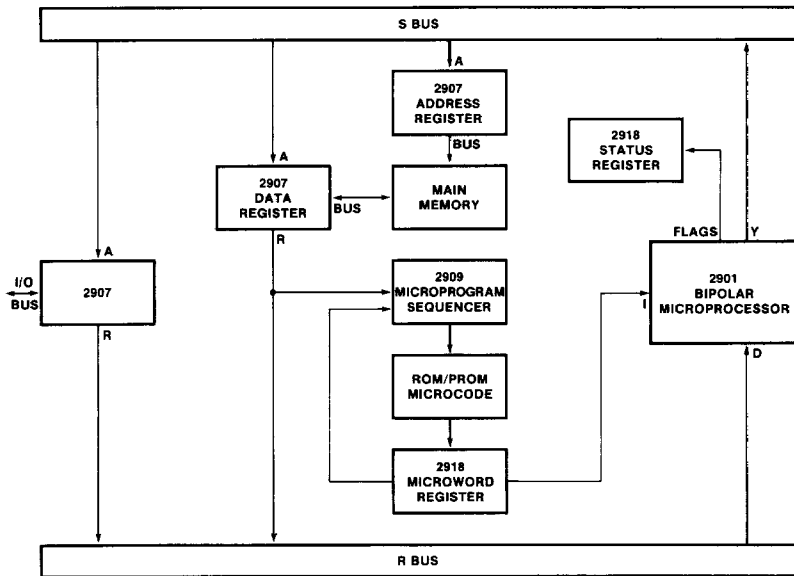 S BUS
A
2907
ADDRESS
REGISTER
BUS
2918
STATUS
REGISTER
A
2907
DATA
REGISTER
BUS
R
MAIN
MEMORY
FLAGS
Y
A
I/O
BUS
2907
R
2909
MICROPROGRAM
SEQUENCER
I
2901
BIPOLAR
MICROPROCESSOR
D
ROM/PROM
MICROCODE
2918
MICROWORD
REGISTER
R BUS